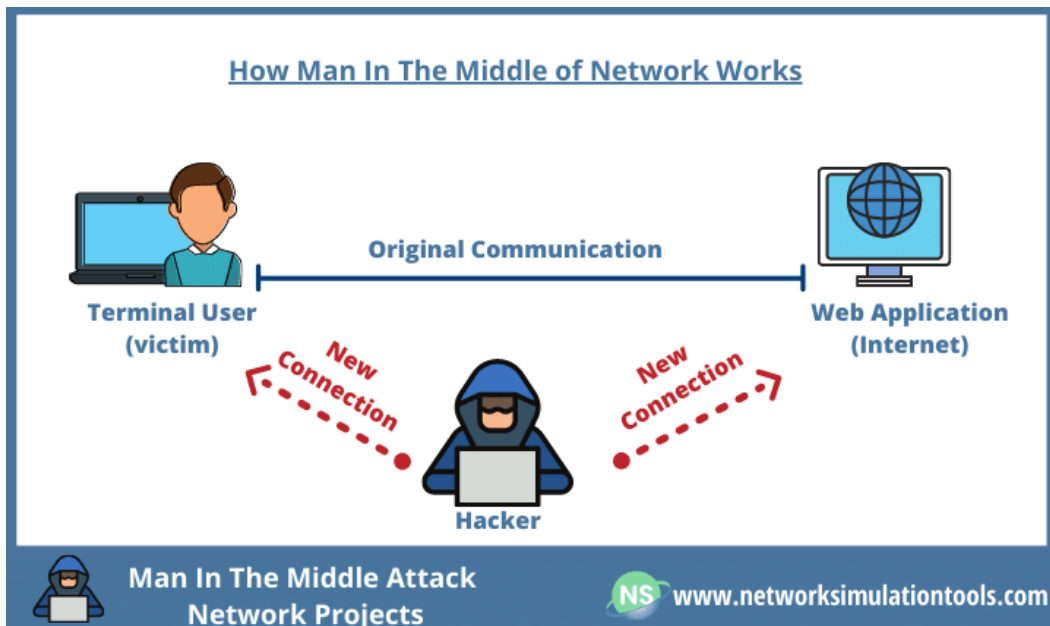 How Man In The Middle of Network Works
Original Communication
Terminal User
(victim)
Web Application
(Internet)
New
Connection
New
Connection
Hacker
Man In The Middle Attack
Network Projects
NS
www.networksimulationtools.com